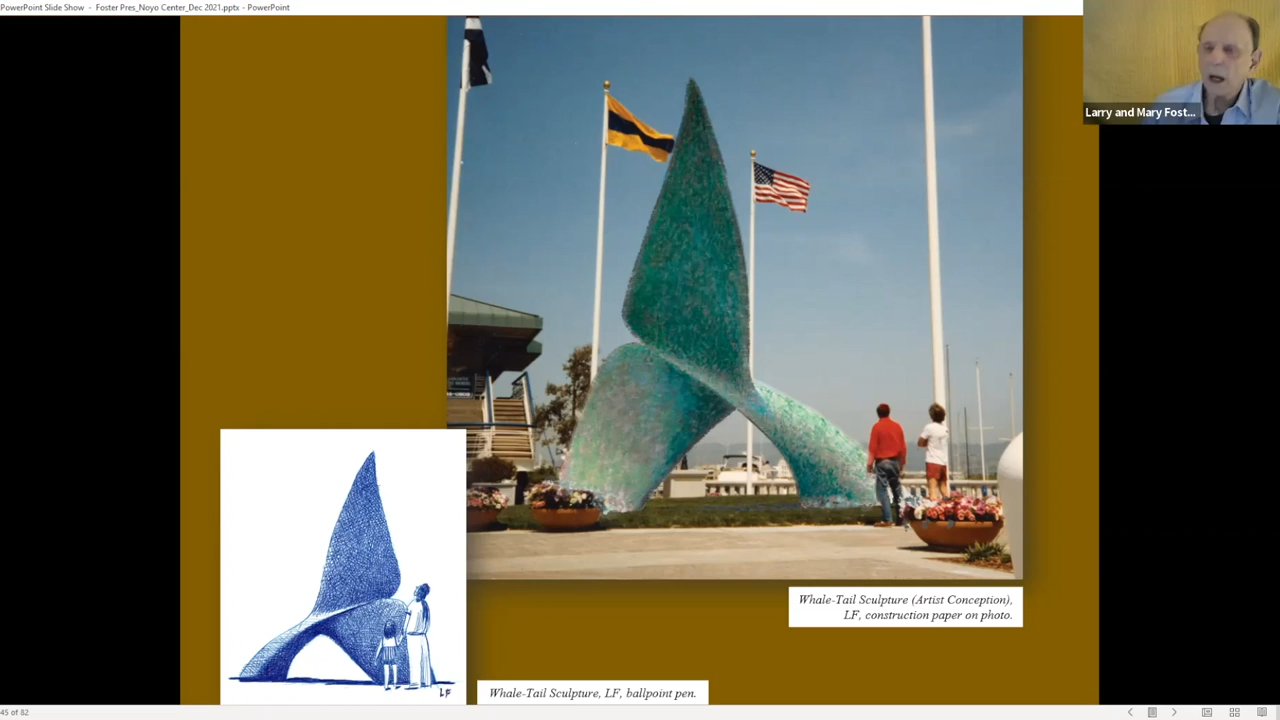 PowerPoint Slide Show - Foster Pres_Noyo Center_Dec 2021.pptx - PowerPoint
Larry and Mary Fost...
Whale-Tail Sculpture (Artist Conception),
LF, construction paper on photo.
LF
Whale-Tail Sculpture, LF, ballpoint pen.
45 of 82